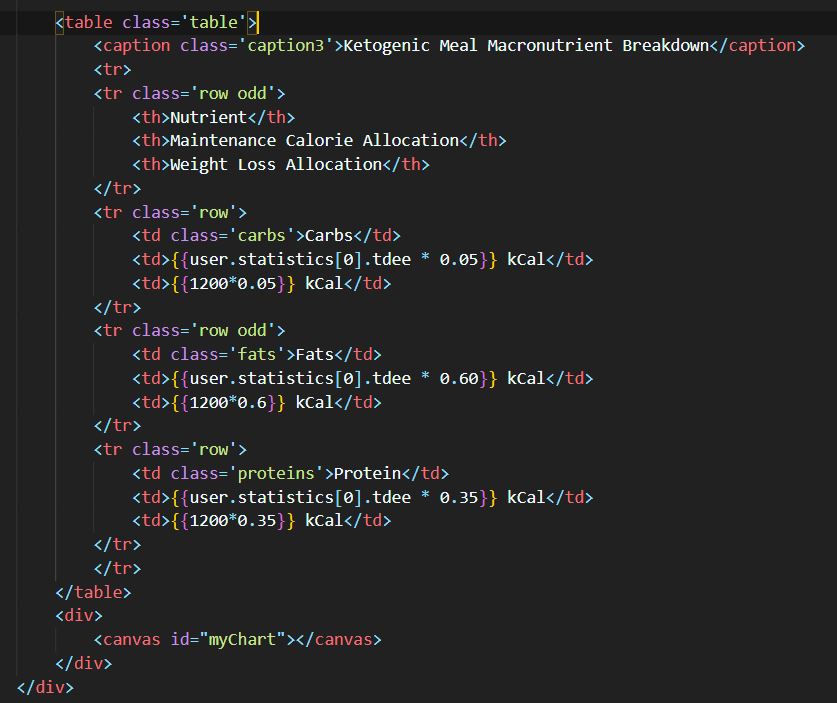 <table class='table'>
<caption class='caption3'>Ketogenic Meal Macronutrient Breakdown</caption>
<tr>
<tr class='row odd'>
<th>Nutrient</th>
<th>Maintenance Calorie Allocation</th>
<th>Weight Loss Allocation</th>
</tr>
<tr class='row'>
<td class='carbs'>Carbs</td>
<td>{{user.statistics[0].tdee * 0.05}} kCal</td>
<td>{{1200*0.05}} kCal</td>
</tr>
<tr class='row odd'>
<td class='fats'>Fats</td>
<td>{{user.statistics[0].tdee * 0.60}} kCal</td>
<td>{{1200*0.6}} kCal</td>
</tr>
<tr class='row'>
<td class='proteins'>Protein</td>
<td>{{user.statistics[0].tdee * 0.35}} kCal</td>
<td>{{1200*0.35}} kCal</td>
</tr>
</tr>
</table>
<div>
<canvas id="myChart"></canvas>
</div>
</div>